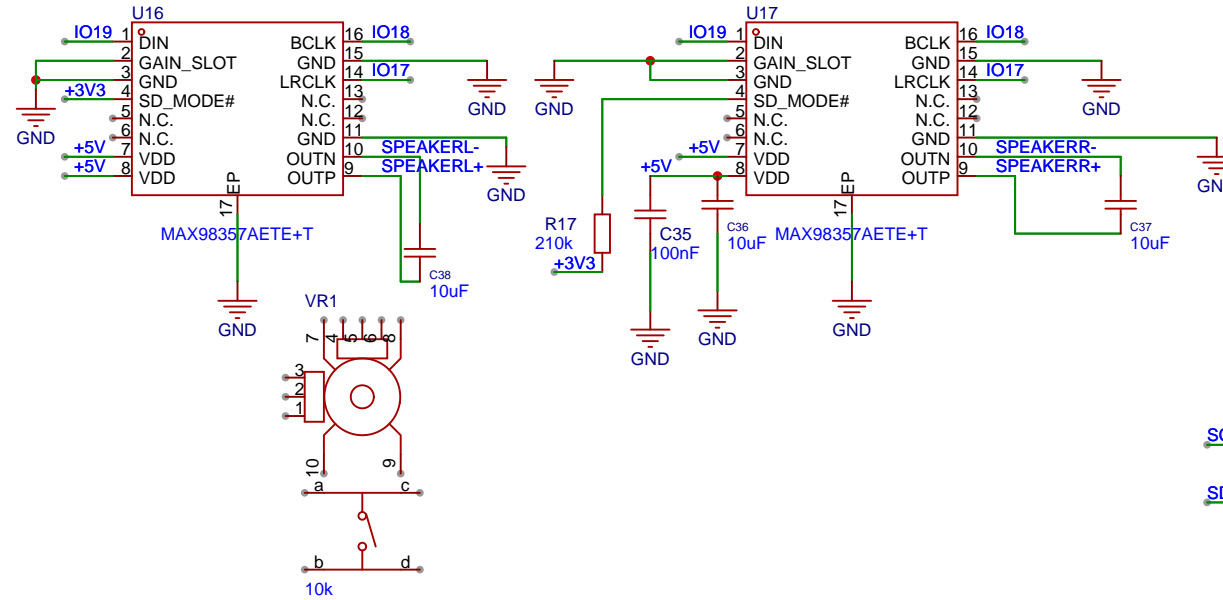 U16
IO19 1 DIN BCLK 16 IO18
2 GAIN_SLOT GND 15
3 GND LRCLK 14 IO17
+3V3 4 SD_MODE# N.C. 13
5 N.C. N.C. 12
6 N.C. GND 11
+5V 7 VDD OUTN 10 SPEAKERL-
+5V 8 VDD OUTP 9 SPEAKERL+
EP
17
GND
GND
GND
MAX98357AETE+T
GND
C38
10uF
U17
IO19 1 DIN BCLK 16 IO18
2 GAIN_SLOT GND 15
3 GND LRCLK 14 IO17
4 SD_MODE# N.C. 13
5 N.C. N.C. 12
6 N.C. GND 11
+5V 7 VDD OUTN 10 SPEAKERR-
+5V 8 VDD OUTP 9 SPEAKERR+
EP
17
GND
GND
GN
R17
210k
+3V3
C35
100nF
C36
10uF
MAX98357AETE+T
C37
10uF
GND
GND
GND
VR1
7 4 5 6 8
3
2
1
10 9
a c
b d
10k